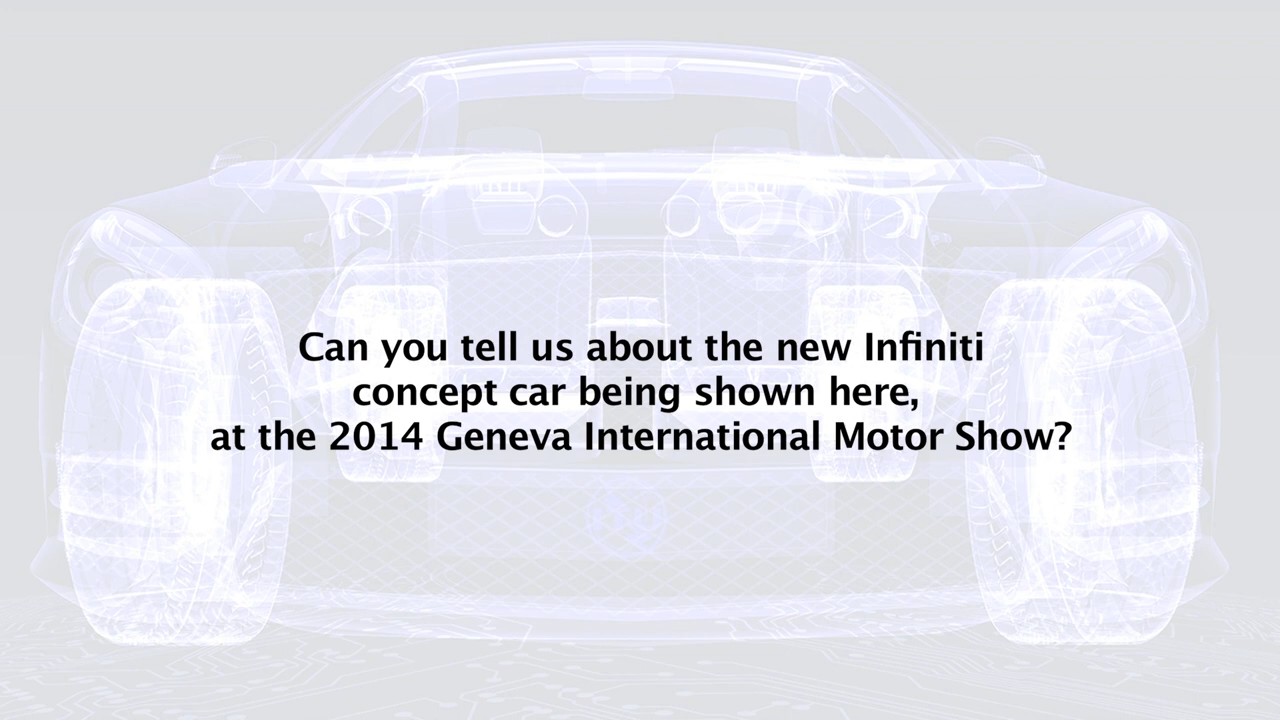 Can you tell us about the new Infiniti
concept car being shown here,
at the 2014 Geneva International Motor Show?